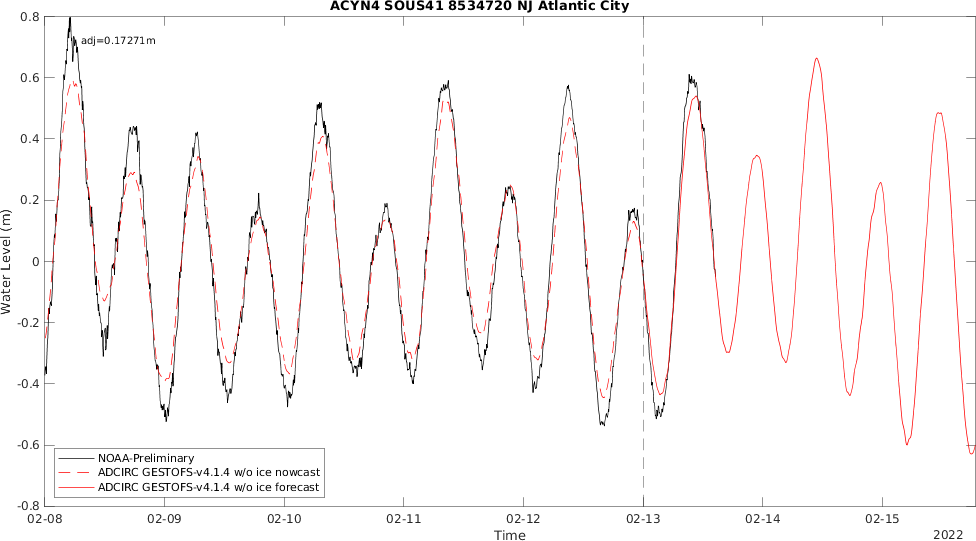 ACYN4 SOUS41 8534720 NJ Atlantic City
adj=0.17271m
0.8
0.6
0.4
0.2
0
-0.2
-0.4
-0.6
-0.8
Water Level (m)
NOAA-Preliminary
ADCIRC GESTOFS-v4.1.4 w/o ice nowcast
ADCIRC GESTOFS-v4.1.4 w/o ice forecast
02-08 02-09 02-10 02-11 02-12 02-13 02-14 02-15
Time
2022